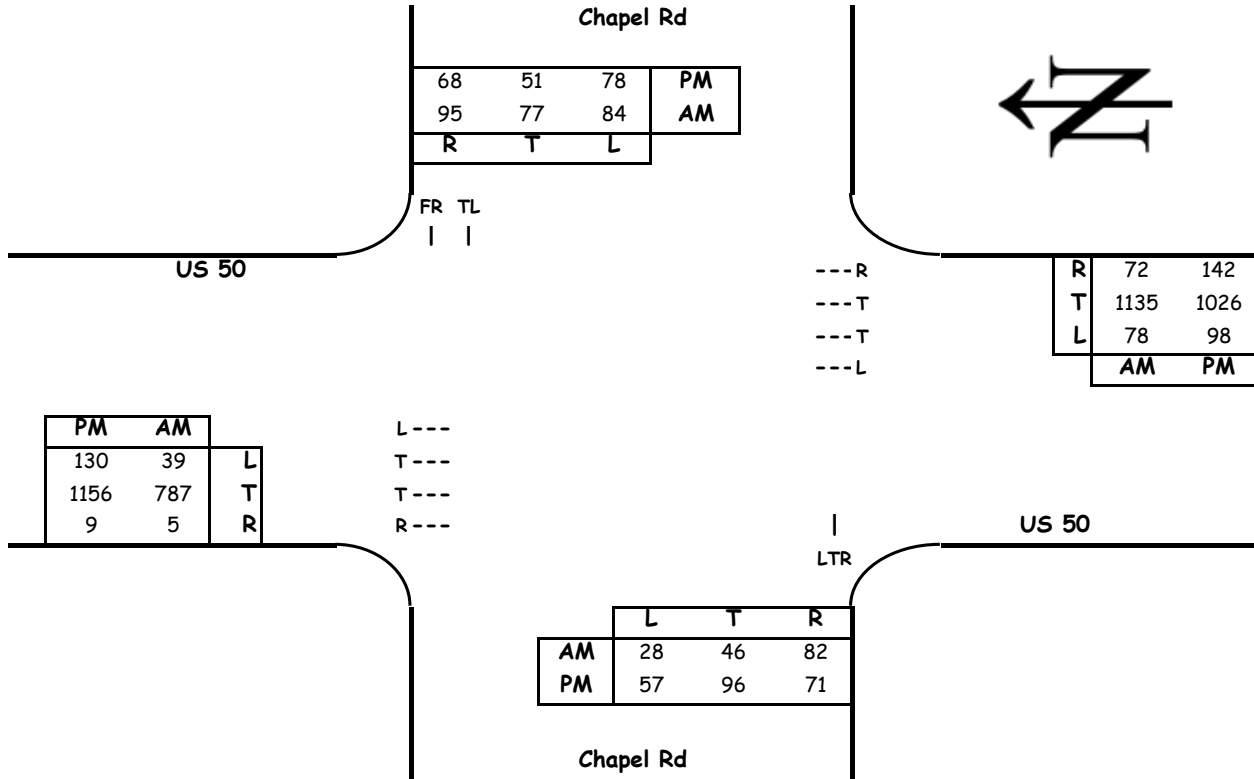 Chapel Rd
68 51 78 PM
95 77 84 AM
R T L
N
FR TL
US 50
---R
---T
---T
---L
R 72 142
T 1135 1026
L 78 98
AM PM
PM AM
130 39 L
1156 787 T
9 5 R
L---
T---
T---
R---
LTR
US 50
L T R
AM 28 46 82
PM 57 96 71
Chapel Rd